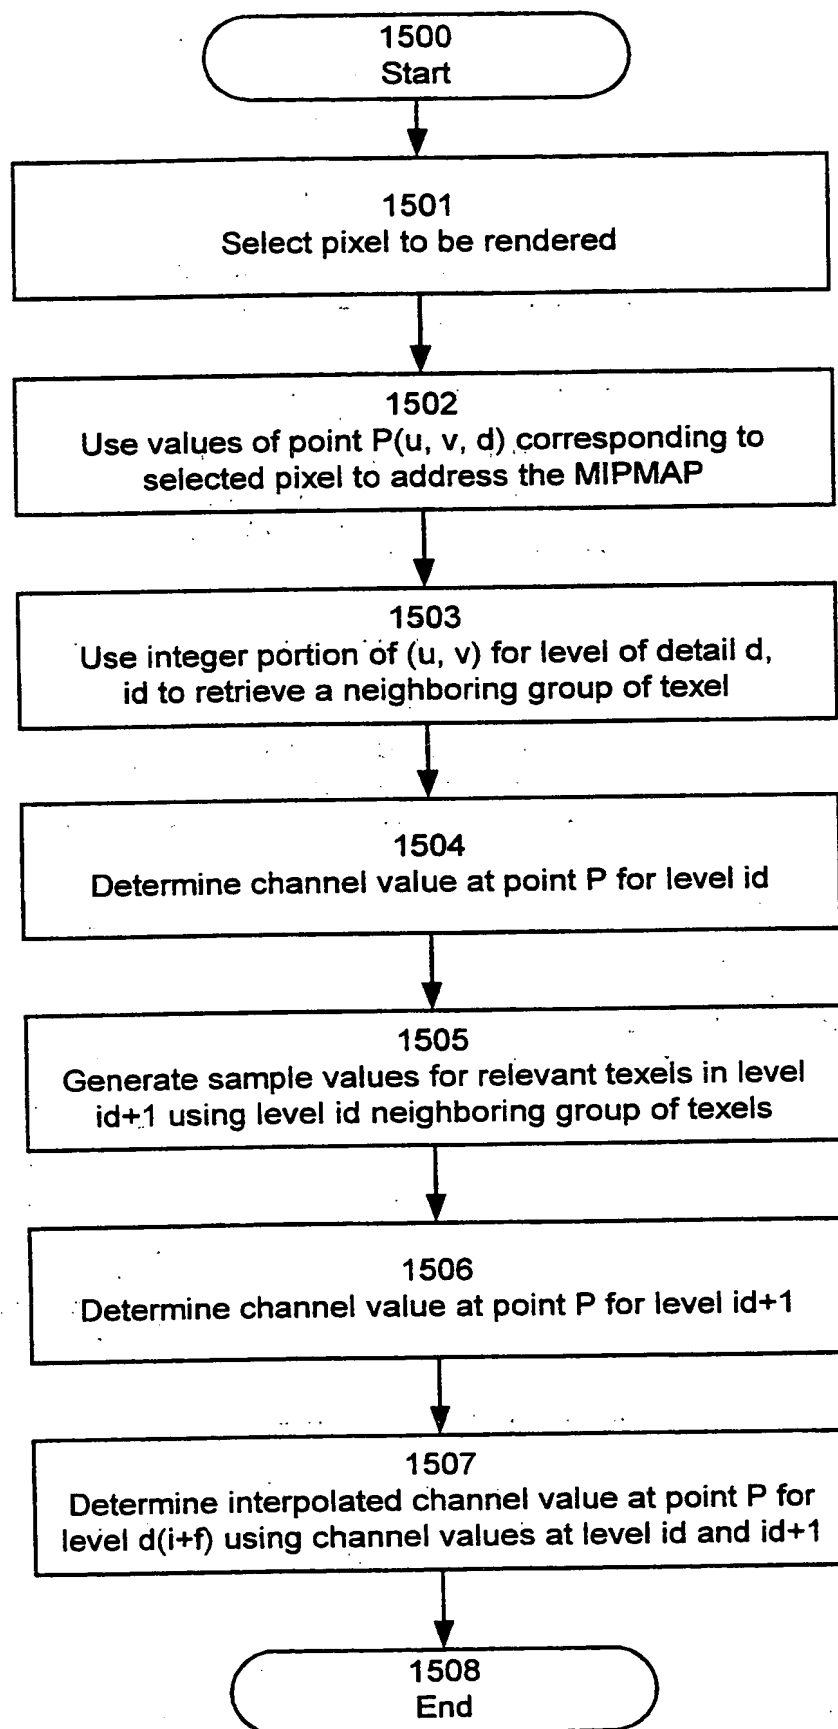 1500
Start
1501
Select pixel to be rendered
1502
Use values of point P(u, v, d) corresponding to
selected pixel to address the MIPMAP
1503
Use integer portion of (u, v) for level of detail d,
id to retrieve a neighboring group of texel
1504
Determine channel value at point P for level id
1505
Generate sample values for relevant texels in level
id+1 using level id neighboring group of texels
1506
Determine channel value at point P for level id+1
1507
Determine interpolated channel value at point P for
level d(i+f) using channel values at level id and id+1
1508
End